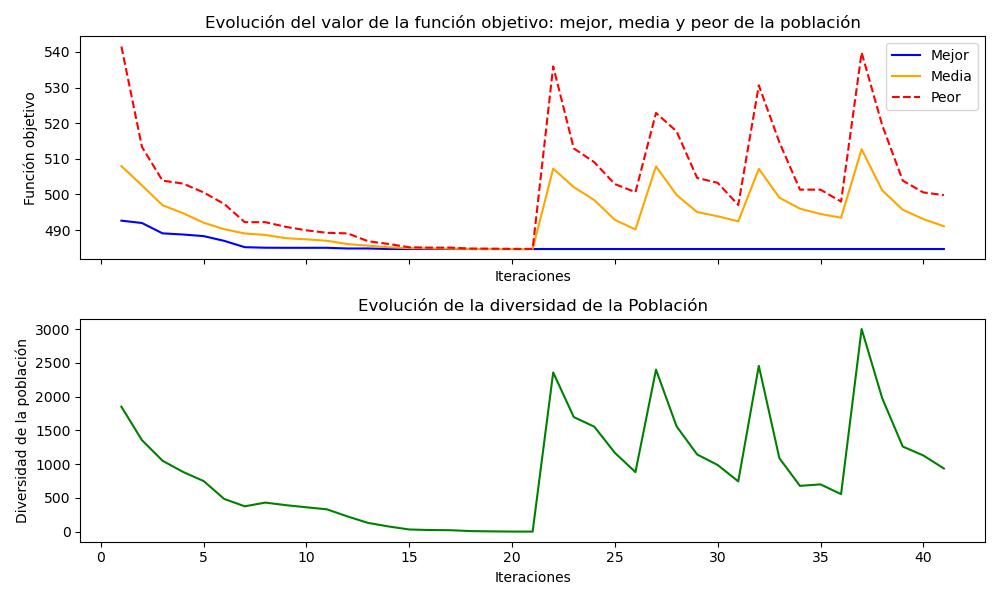 Evolución del valor de la función objetivo: mejor, media y peor de la población
540
530
520
510
500
490
Función objetivo
Mejor
Media
Peor
Iteraciones
Evolución de la diversidad de la Población
3000
2500
2000
1500
1000
500
0
Diversidad de la población
0 5 10 15 20 25 30 35 40
Iteraciones